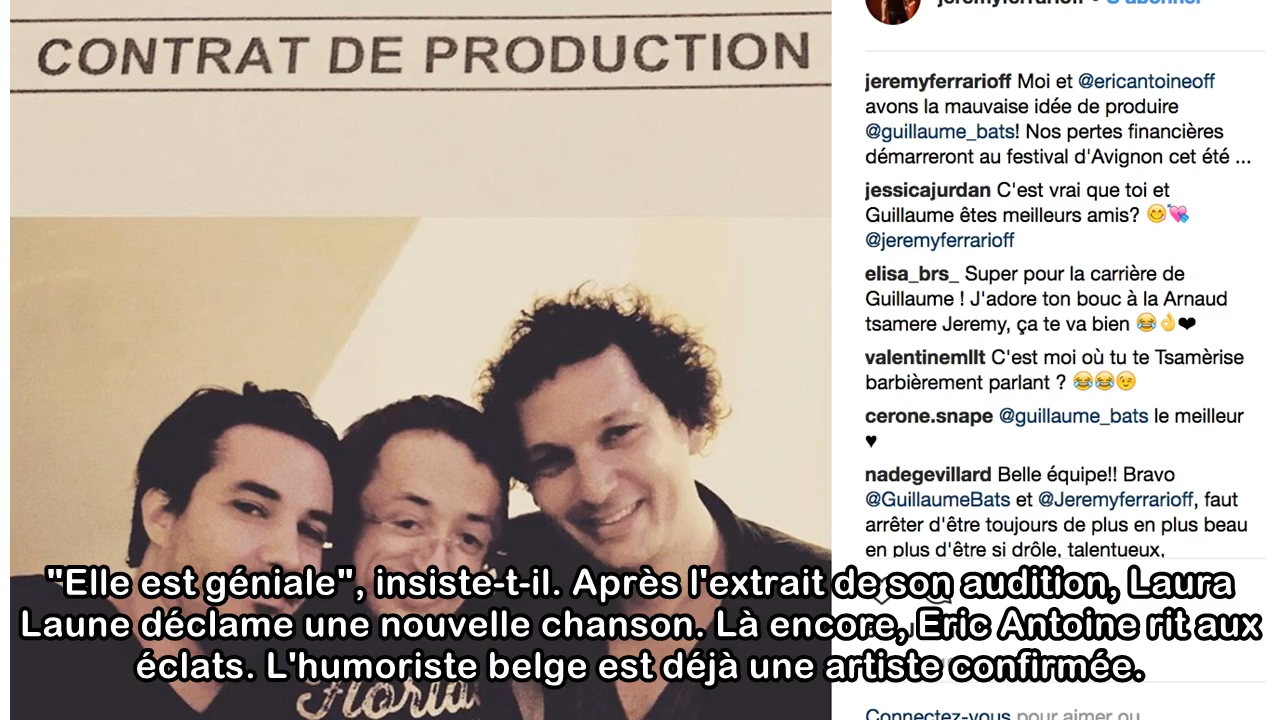 CONTRAT DE PRODUCTION
jeremyferrarioff • S'abonner
jeremyferrarioff Moi et @ericantoineoff
avons la mauvaise idée de produire
@guillaume_bats! Nos pertes financières
démarreront au festival d'Avignon cet été ...
jessicajurdan C'est vrai que toi et
Guillaume êtes meilleurs amis? 😋💘
@jeremyferrarioff
elisa_brs_ Super pour la carrière de
Guillaume ! J'adore ton bouc à la Arnaud
tsamere Jeremy, ça te va bien 😂👌❤
valentinemllt C'est moi où tu te Tsamèrise
barbièrement parlant ? 😂😂😉
cerone.snape @guillaume_bats le meilleur
♥
nadegevillard Belle équipe!! Bravo
@GuillaumeBats et @Jeremyferrarioff, faut
arrêter d'être toujours de plus en plus beau
en plus d'être si drôle, talentueux,
"Elle est géniale", insiste-t-il. Après l'extrait de son audition, Laura
Laune déclame une nouvelle chanson. Là encore, Eric Antoine rit aux
éclats. L'humoriste belge est déjà une artiste confirmée.
Connectez-vous pour aimer ou